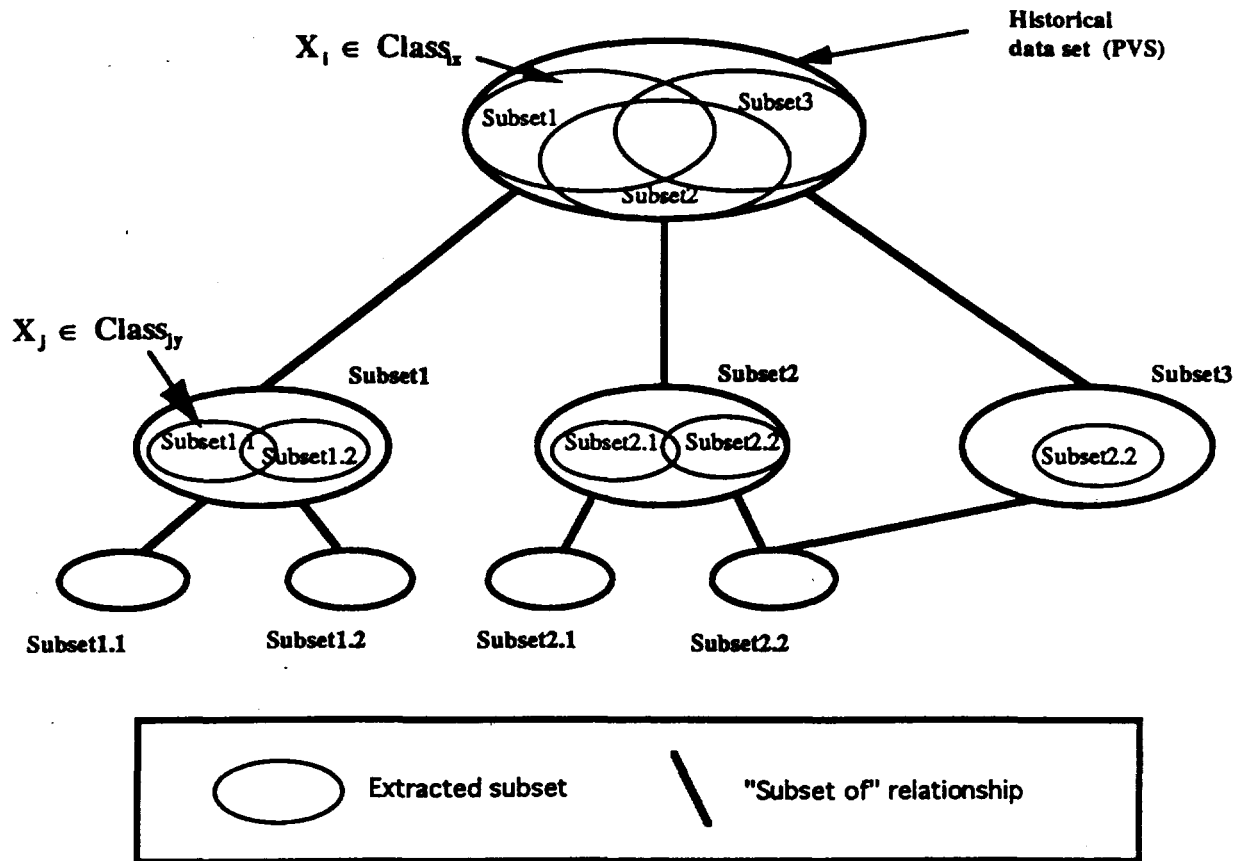 Historical
data set (PVS)
X_i ∈ Class_ix
Subset1
Subset3
Subset2
X_j ∈ Class_jy
Subset1
Subset2
Subset3
Subset1.1
Subset1.2
Subset2.1
Subset2.2
Subset2.2
Subset1.1
Subset1.2
Subset2.1
Subset2.2
Extracted subset
"Subset of" relationship